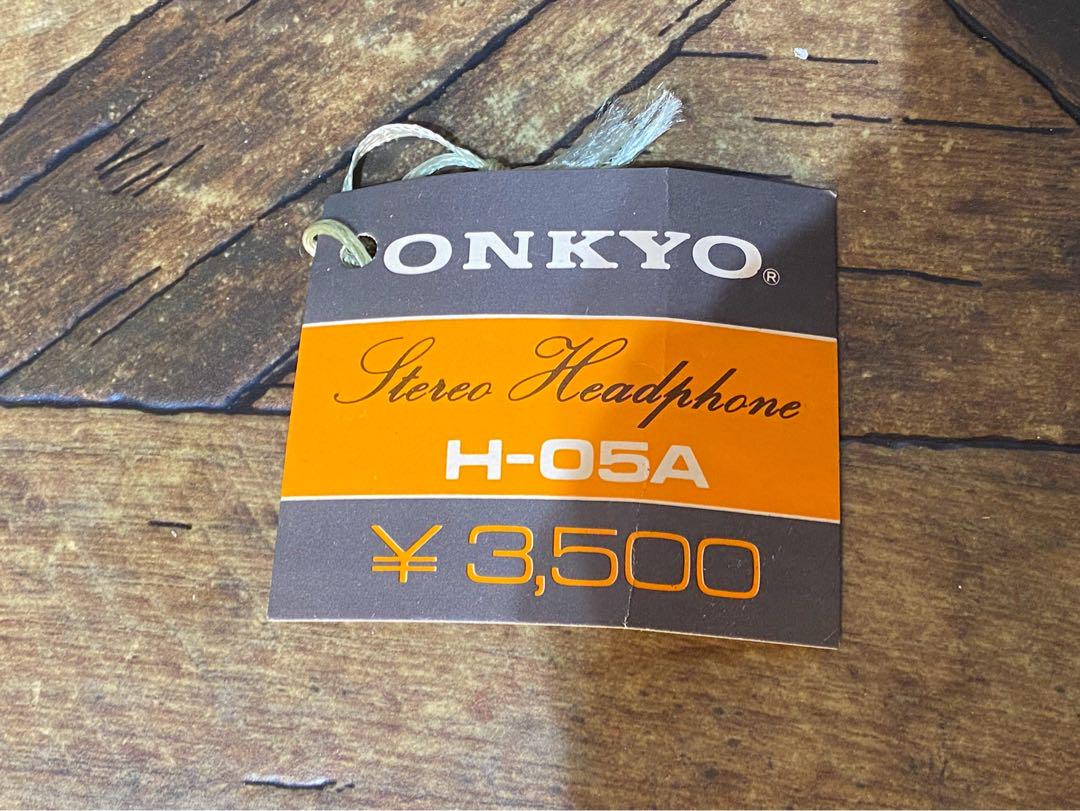 ONKYO®
Stereo Headphone
H-05A
¥ 3,500